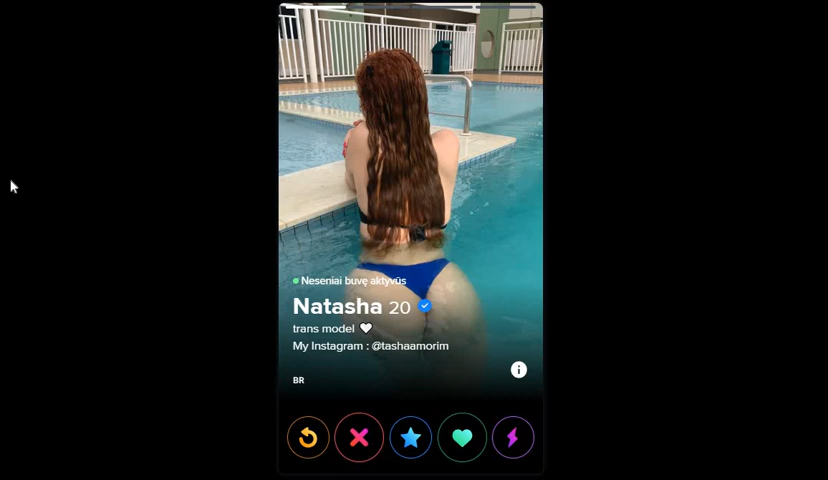 Neseniai buvę aktyvūs
Natasha 20
trans model 🤍
My Instagram : @tashaamorim
BR